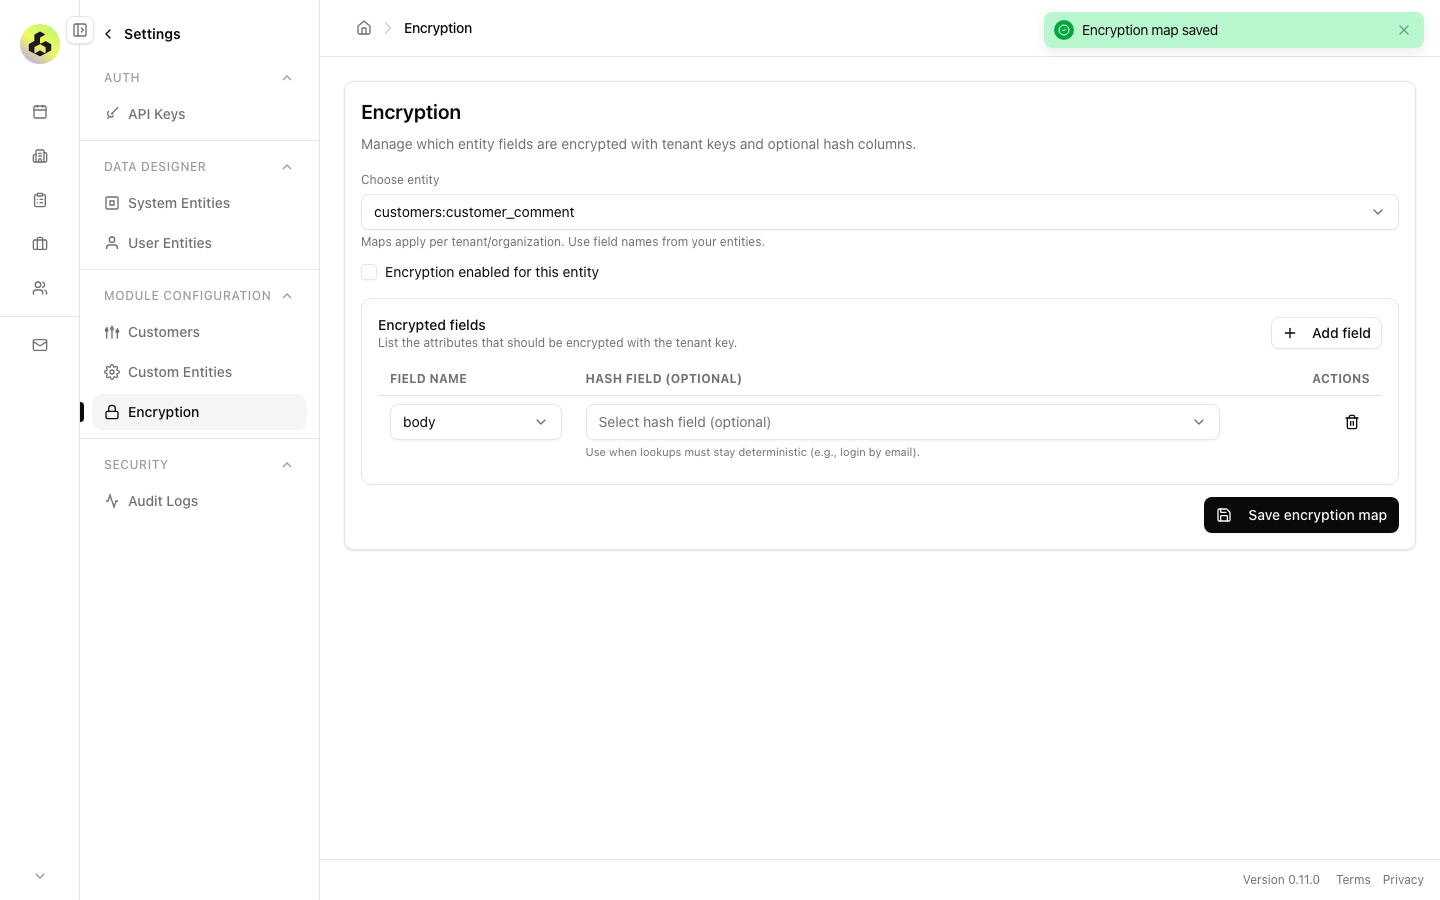 Settings
AUTH
API Keys
DATA DESIGNER
System Entities
User Entities
MODULE CONFIGURATION
Customers
Custom Entities
Encryption
SECURITY
Audit Logs
Encryption
Encryption map saved
Encryption
Manage which entity fields are encrypted with tenant keys and optional hash columns.
Choose entity
customers:customer_comment
Maps apply per tenant/organization. Use field names from your entities.
Encryption enabled for this entity
Encrypted fields
List the attributes that should be encrypted with the tenant key.
Add field
FIELD NAME HASH FIELD (OPTIONAL) ACTIONS
body Select hash field (optional)
Use when lookups must stay deterministic (e.g., login by email).
Save encryption map
Version 0.11.0 Terms Privacy